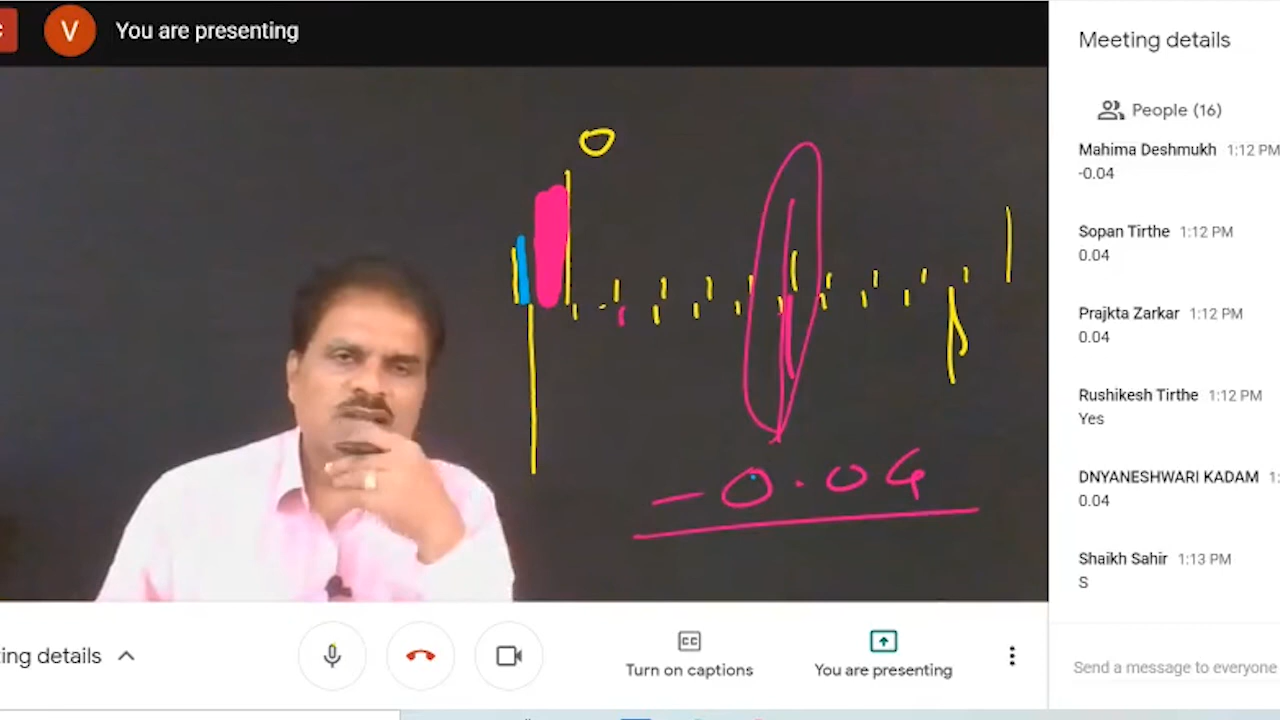 V You are presenting
Meeting details
People (16)
Mahima Deshmukh 1:12 PM
-0.04
Sopan Tirthe 1:12 PM
0.04
Prajkta Zarkar 1:12 PM
0.04
Rushikesh Tirthe 1:12 PM
Yes
DNYANESHWARI KADAM 1:
0.04
Shaikh Sahir 1:13 PM
S
Send a message to everyone
0
-0.04
ing details
CC
Turn on captions
You are presenting